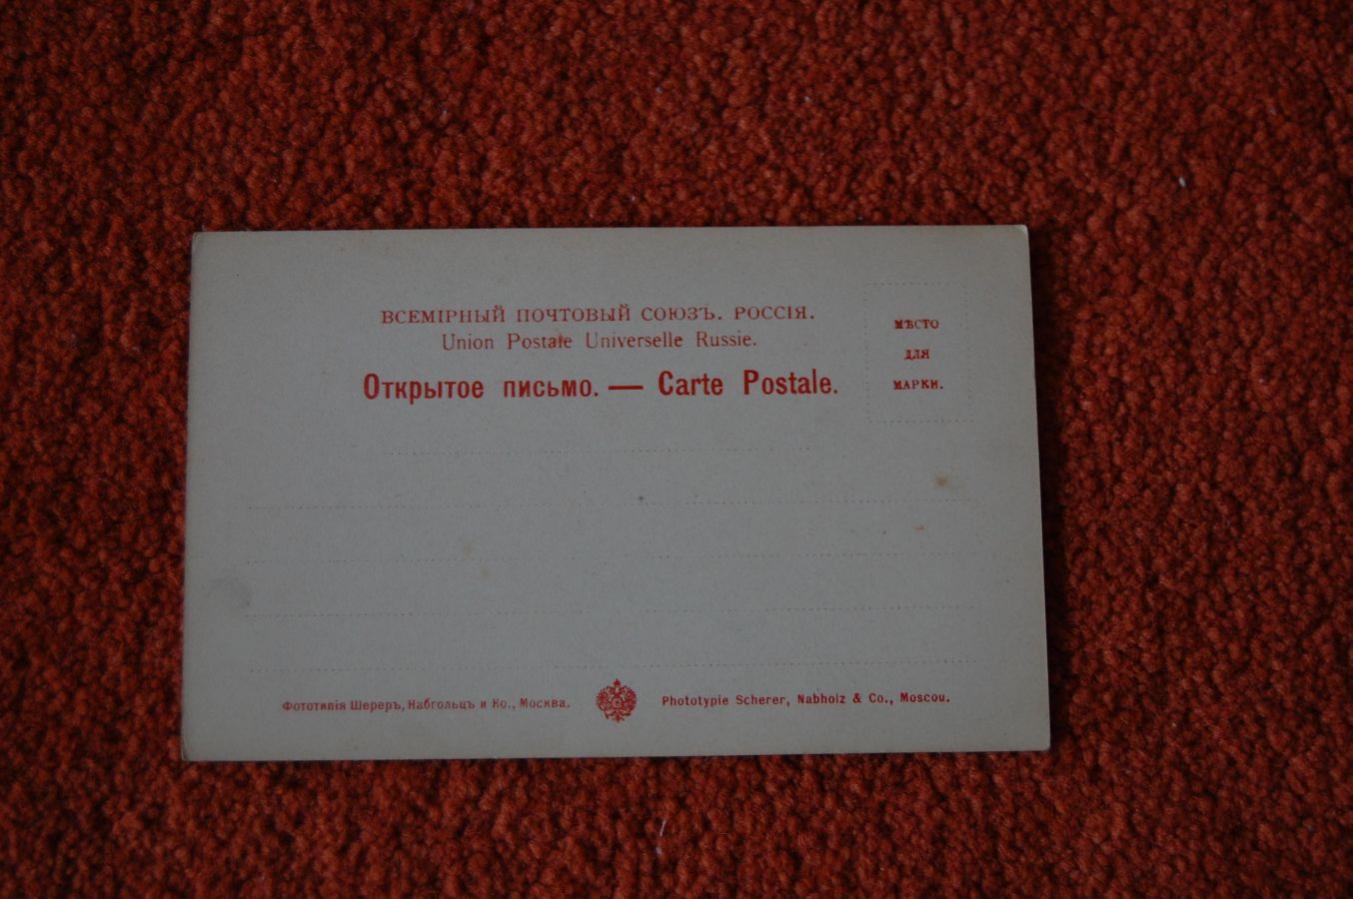 ВСЕМІРНЫЙ ПОЧТОВЫЙ СОЮЗЪ. РОССІЯ.
Union Postale Universelle Russie.
Открытое письмо. — Carte Postale.
МѢСТО
ДЛЯ
МАРКИ.
Фототипія Шереръ, Набгольцъ и Ко., Москва.
Phototypie Scherer, Nabholz & Co., Moscou.